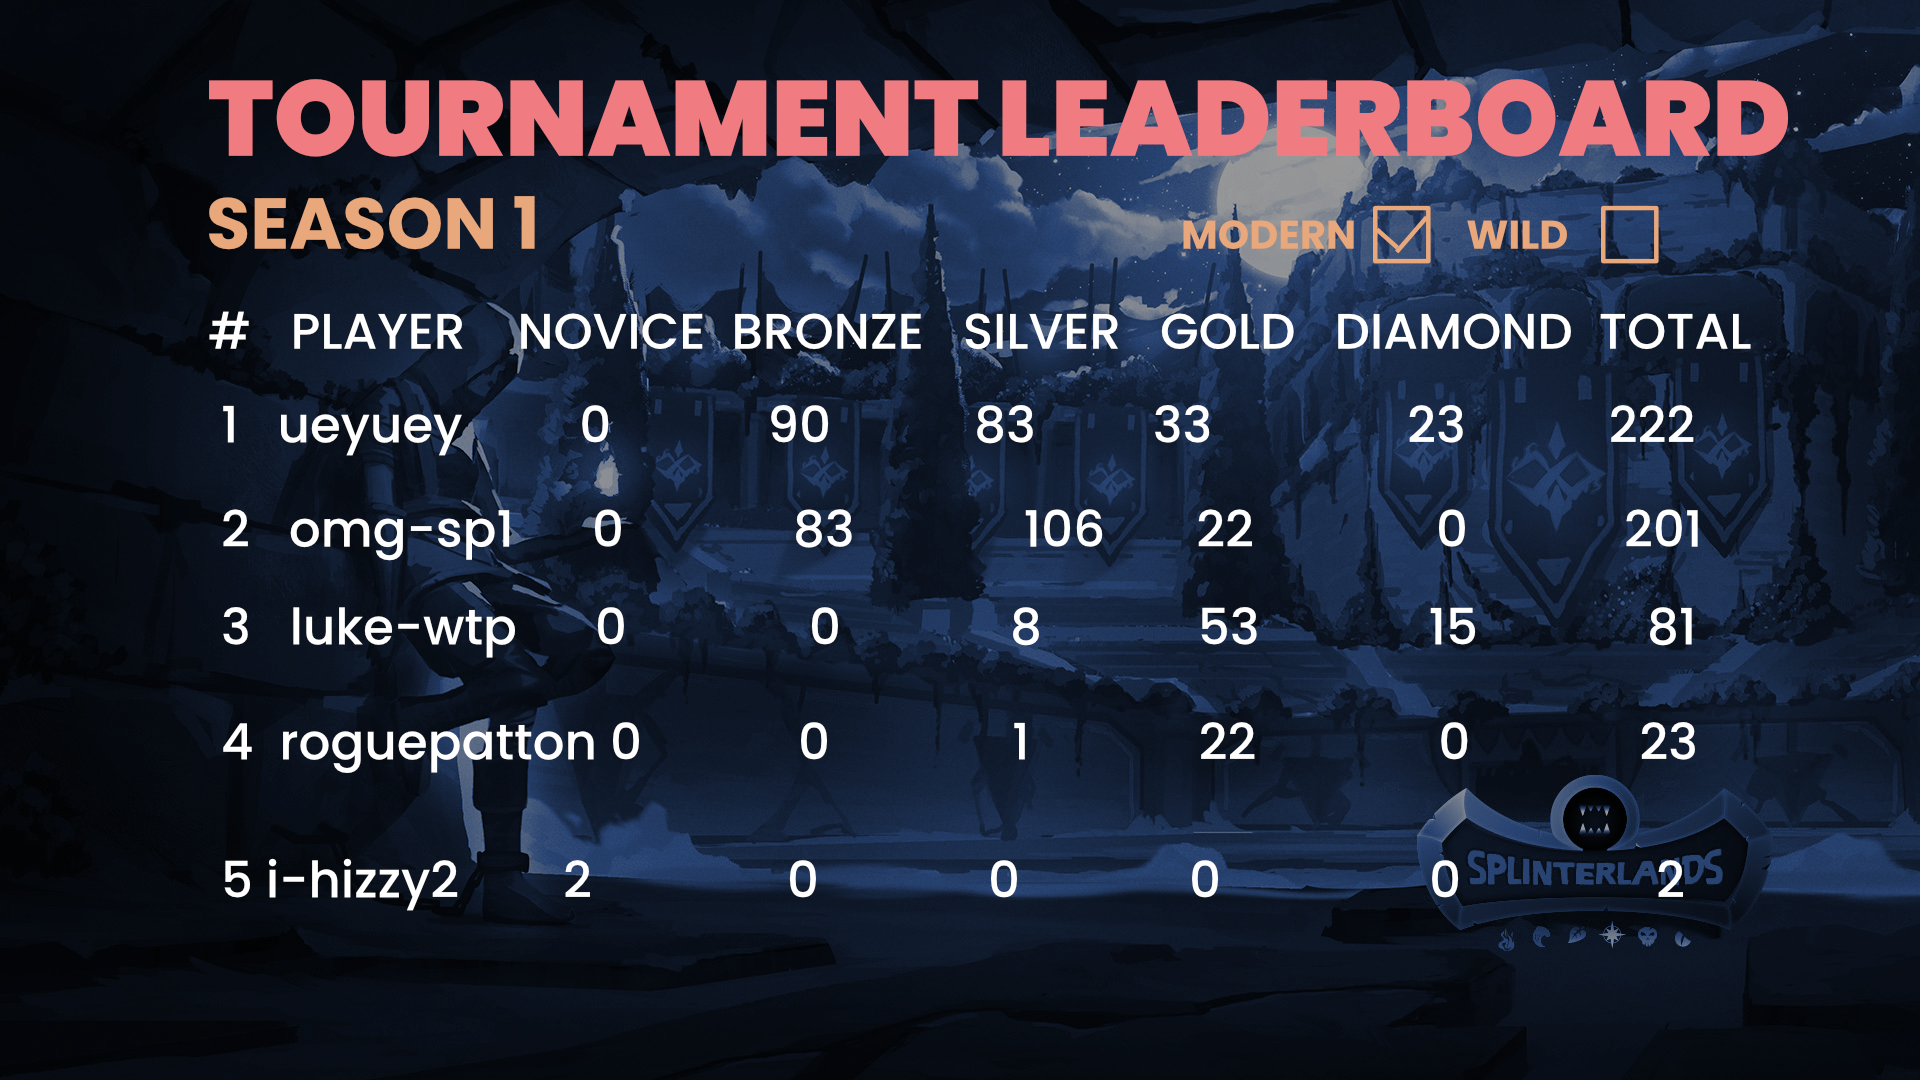 TOURNAMENT LEADERBOARD
SEASON 1
MODERN WILD
# PLAYER NOVICE BRONZE SILVER GOLD DIAMOND TOTAL
1 ueyuey 0 90 83 33 23 222
2 omg-sp1 0 83 106 22 0 201
3 luke-wtp 0 0 8 53 15 81
4 roguepatton 0 0 1 22 0 23
5 i-hizzy2 2 0 0 0 0 2
SPLINTERLANDS